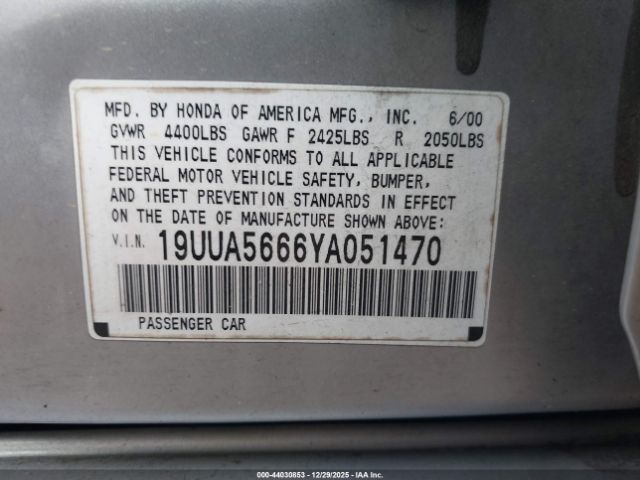 MFD. BY HONDA OF AMERICA MFG., INC. 6/00
GVWR 4400LBS GAWR F 2425LBS R 2050LBS
THIS VEHICLE CONFORMS TO ALL APPLICABLE
FEDERAL MOTOR VEHICLE SAFETY, BUMPER,
AND THEFT PREVENTION STANDARDS IN EFFECT
ON THE DATE OF MANUFACTURE SHOWN ABOVE:
V.I.N. 19UUA5666YA051470
PASSENGER CAR
000-44030853 | 12/29/2025 | IAA, Inc.